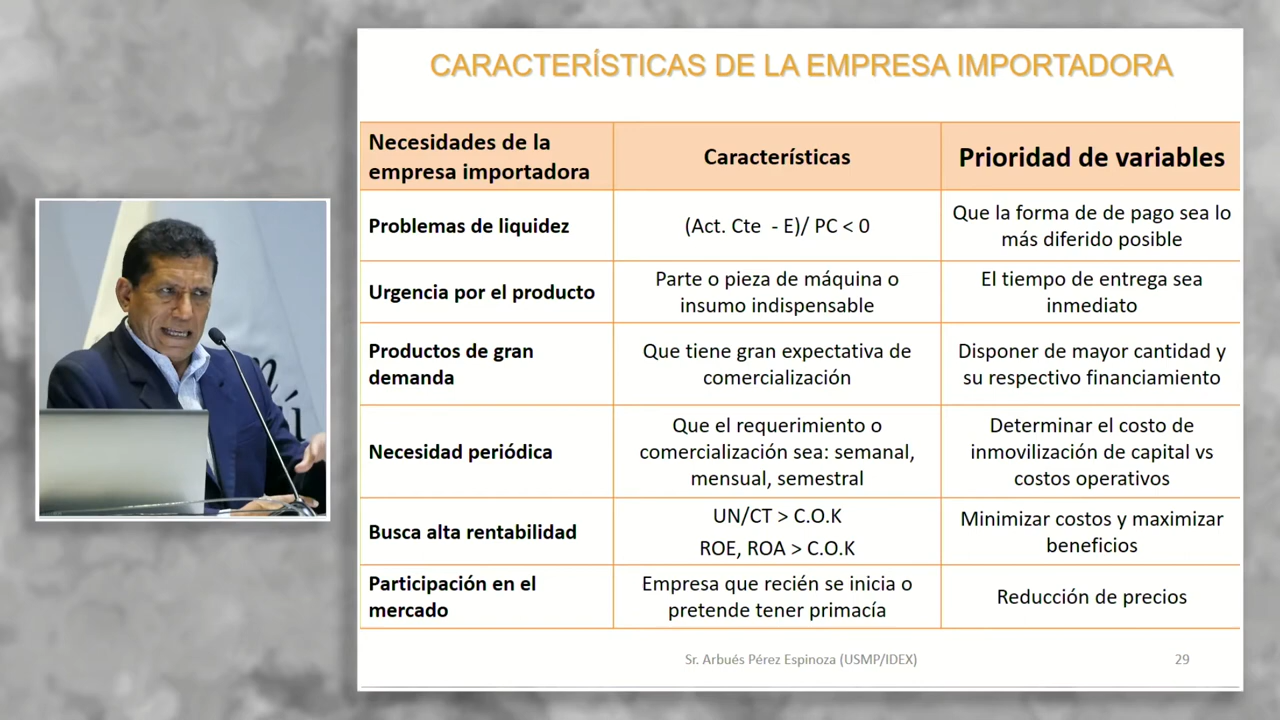 CARACTERÍSTICAS DE LA EMPRESA IMPORTADORA
Necesidades de la
empresa importadora
Características
Prioridad de variables
Problemas de liquidez
(Act. Cte - E)/ PC < 0
Que la forma de de pago sea lo
más diferido posible
Urgencia por el producto
Parte o pieza de máquina o
insumo indispensable
El tiempo de entrega sea
inmediato
Productos de gran
demanda
Que tiene gran expectativa de
comercialización
Disponer de mayor cantidad y
su respectivo financiamiento
Necesidad periódica
Que el requerimiento o
comercialización sea: semanal,
mensual, semestral
Determinar el costo de
inmovilización de capital vs
costos operativos
Busca alta rentabilidad
UN/CT > C.O.K
ROE, ROA > C.O.K
Minimizar costos y maximizar
beneficios
Participación en el
mercado
Empresa que recién se inicia o
pretende tener primacía
Reducción de precios
Sr. Arbués Pérez Espinoza (USMP/IDEX)
29